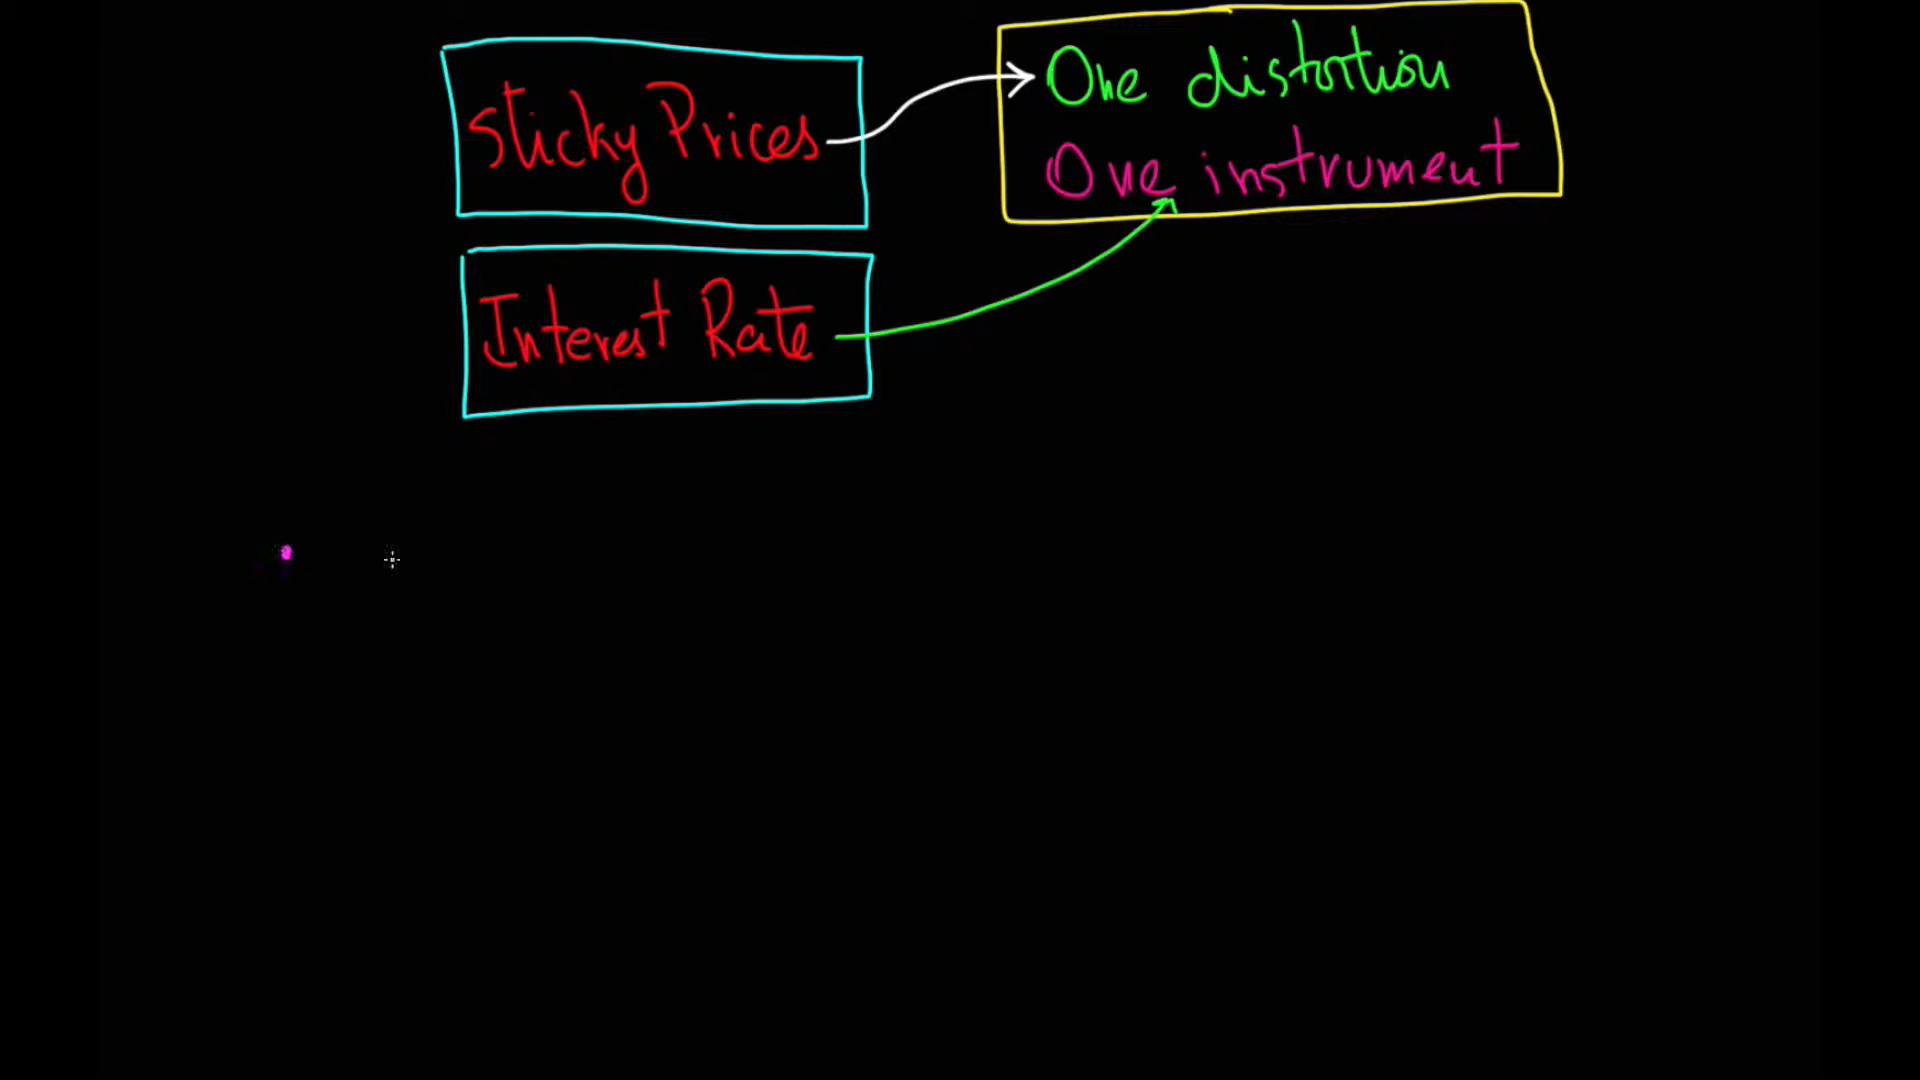 Sticky Prices
Interest Rate
One distortion
One instrument